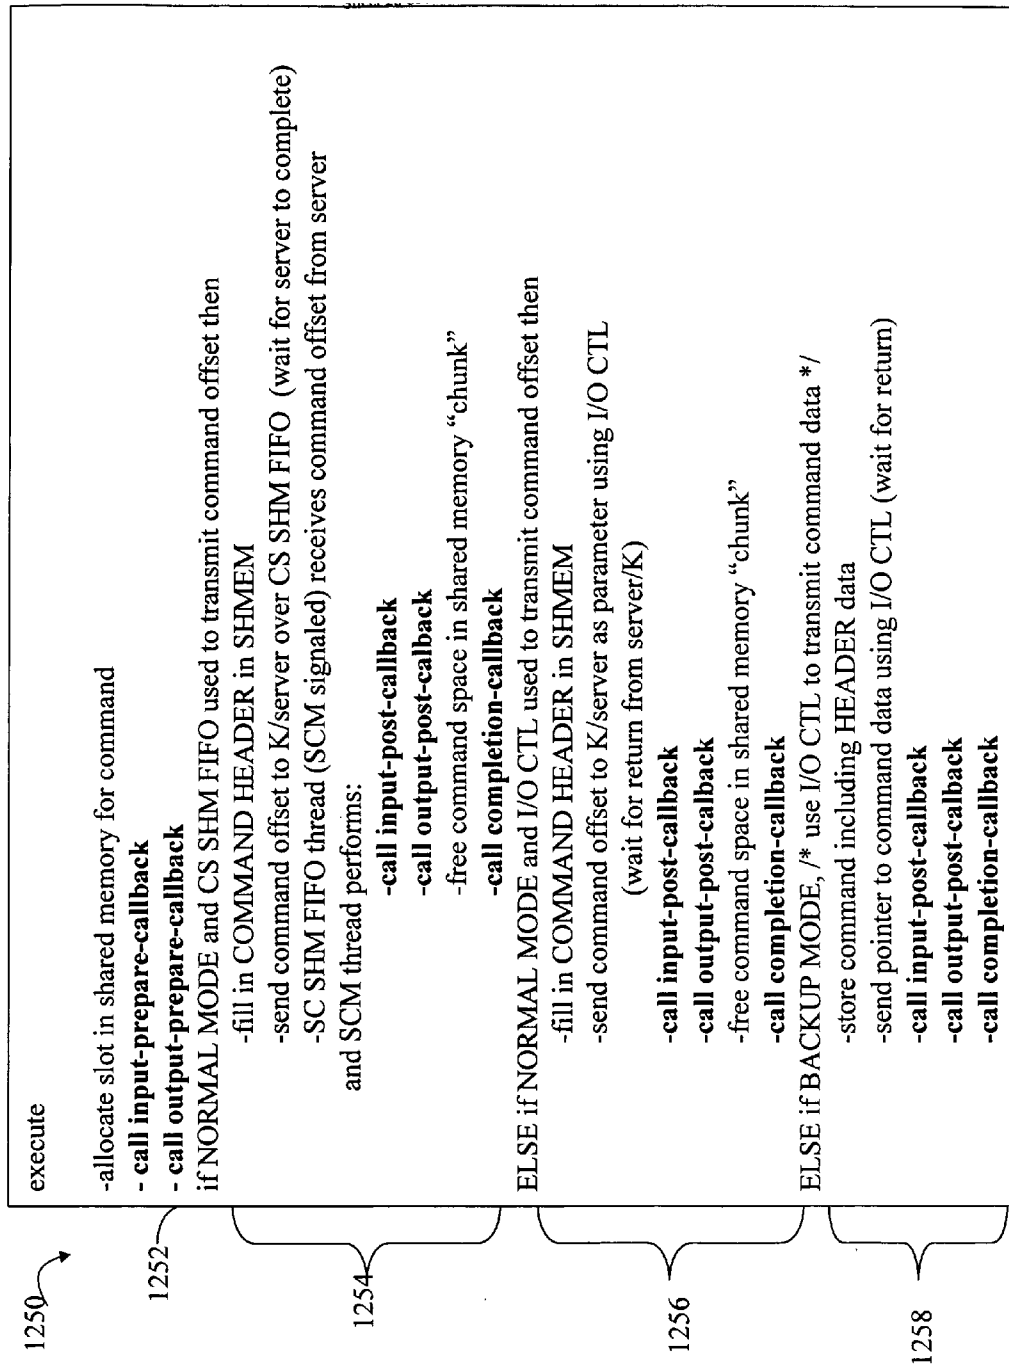 1250
execute
-allocate slot in shared memory for command
- call input-prepare-callback
- call output-prepare-callback
1252
if NORMAL MODE and CS SHM FIFO used to transmit command offset then
1254
-fill in COMMAND HEADER in SHMEM
-send command offset to K/server over CS SHM FIFO (wait for server to complete)
-SC SHM FIFO thread (SCM signaled) receives command offset from server
and SCM thread performs:
-call input-post-callback
-call output-post-calback
-free command space in shared memory “chunk”
-call completion-callback
ELSE if NORMAL MODE and I/O CTL used to transmit command offset then
1256
-fill in COMMAND HEADER in SHMEM
-send command offset to K/server as parameter using I/O CTL
(wait for return from server/K)
-call input-post-callback
-call output-post-calback
-free command space in shared memory “chunk”
-call completion-callback
ELSE if BACKUP MODE, /* use I/O CTL to transmit command data */
1258
-store command including HEADER data
-send pointer to command data using I/O CTL (wait for return)
-call input-post-callback
-call output-post-calback
-call completion-callback